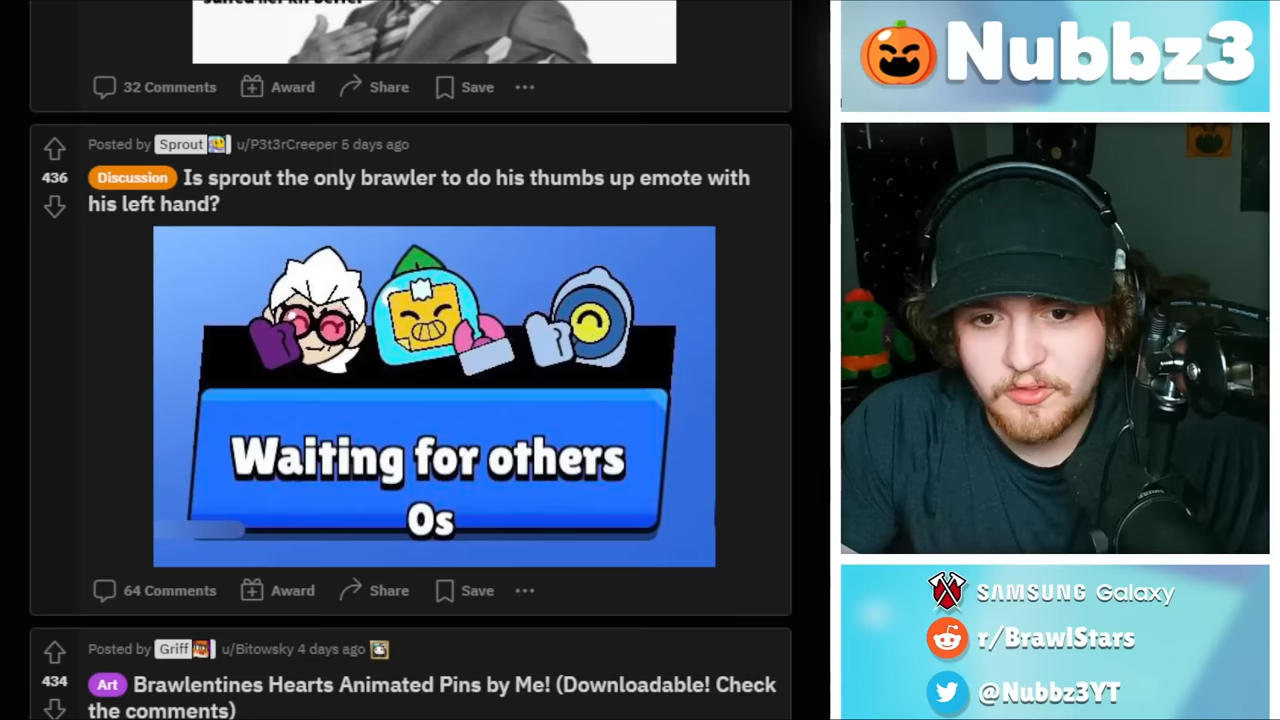 32 Comments Award Share Save ...
Posted by Sprout u/P3t3rCreeper 5 days ago
436
Discussion Is sprout the only brawler to do his thumbs up emote with
his left hand?
Waiting for others
0s
64 Comments Award Share Save ...
Posted by Griff u/Bitowsky 4 days ago
434
Art Brawlentines Hearts Animated Pins by Me! (Downloadable! Check
the comments)
Nubbz3
SAMSUNG Galaxy
r/BrawlStars
@Nubbz3YT